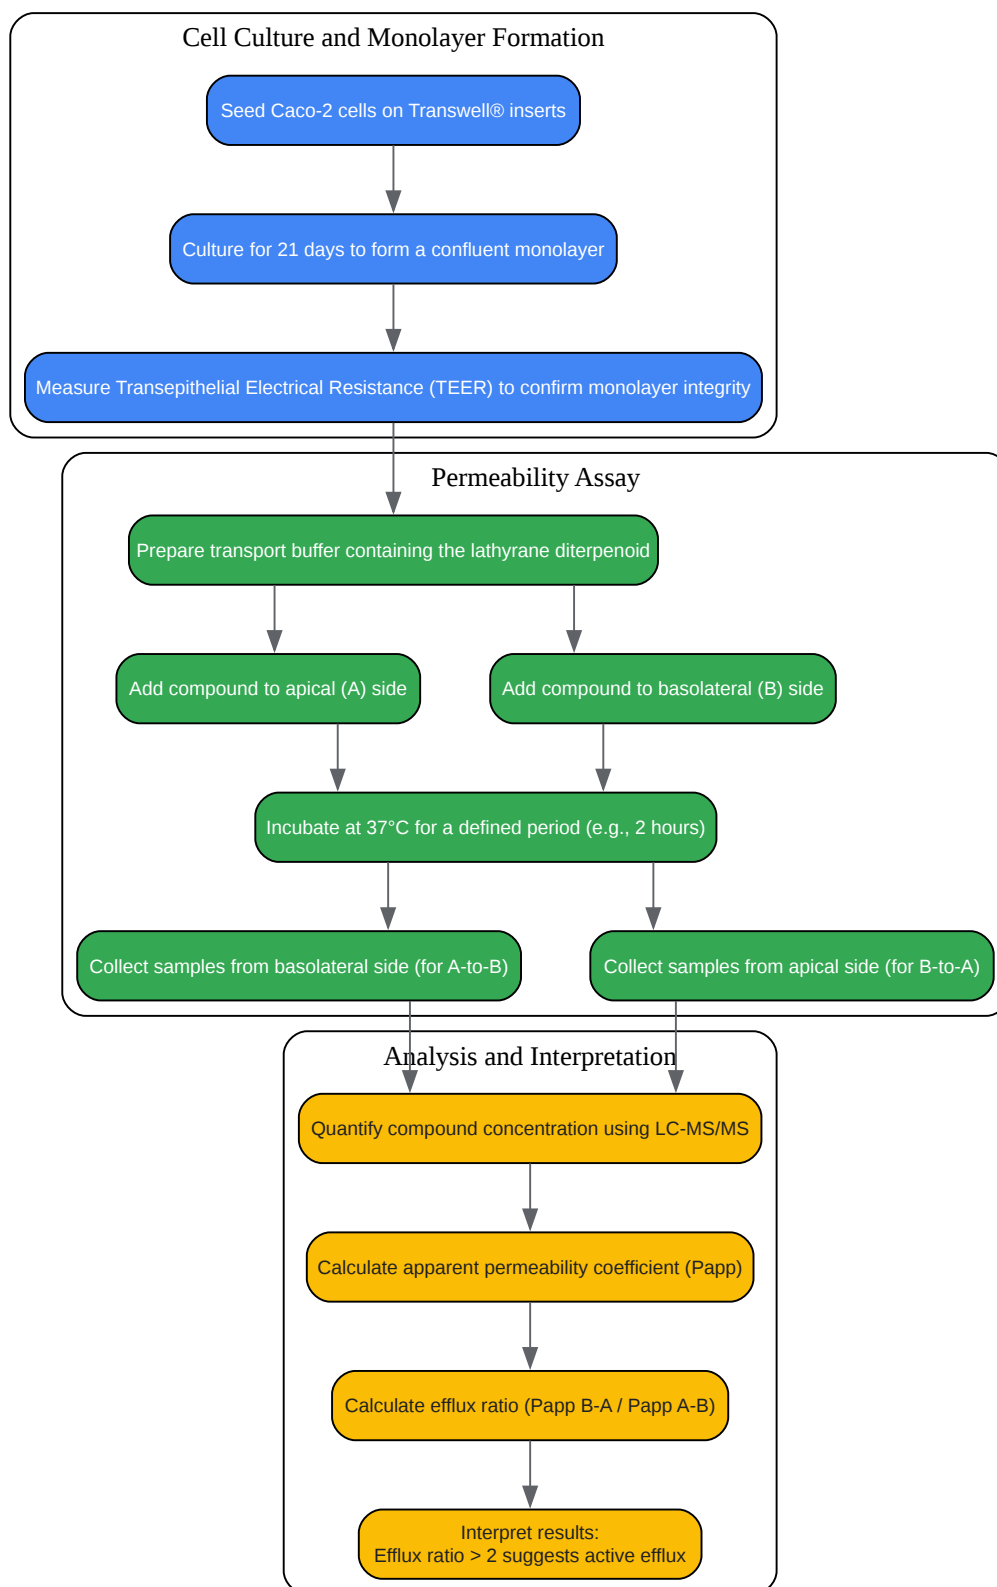 Cell Culture and Monolayer Formation
Seed Caco-2 cells on Transwell® inserts
Culture for 21 days to form a confluent monolayer
Measure Transepithelial Electrical Resistance (TEER) to confirm monolayer integrity
Permeability Assay
Prepare transport buffer containing the lathyrane diterpenoid
Add compound to apical (A) side
Add compound to basolateral (B) side
Incubate at 37°C for a defined period (e.g., 2 hours)
Collect samples from basolateral side (for A-to-B)
Collect samples from apical side (for B-to-A)
Analysis and Interpretation
Quantify compound concentration using LC-MS/MS
Calculate apparent permeability coefficient (Papp)
Calculate efflux ratio (Papp B-A / Papp A-B)
Interpret results:
Efflux ratio > 2 suggests active efflux